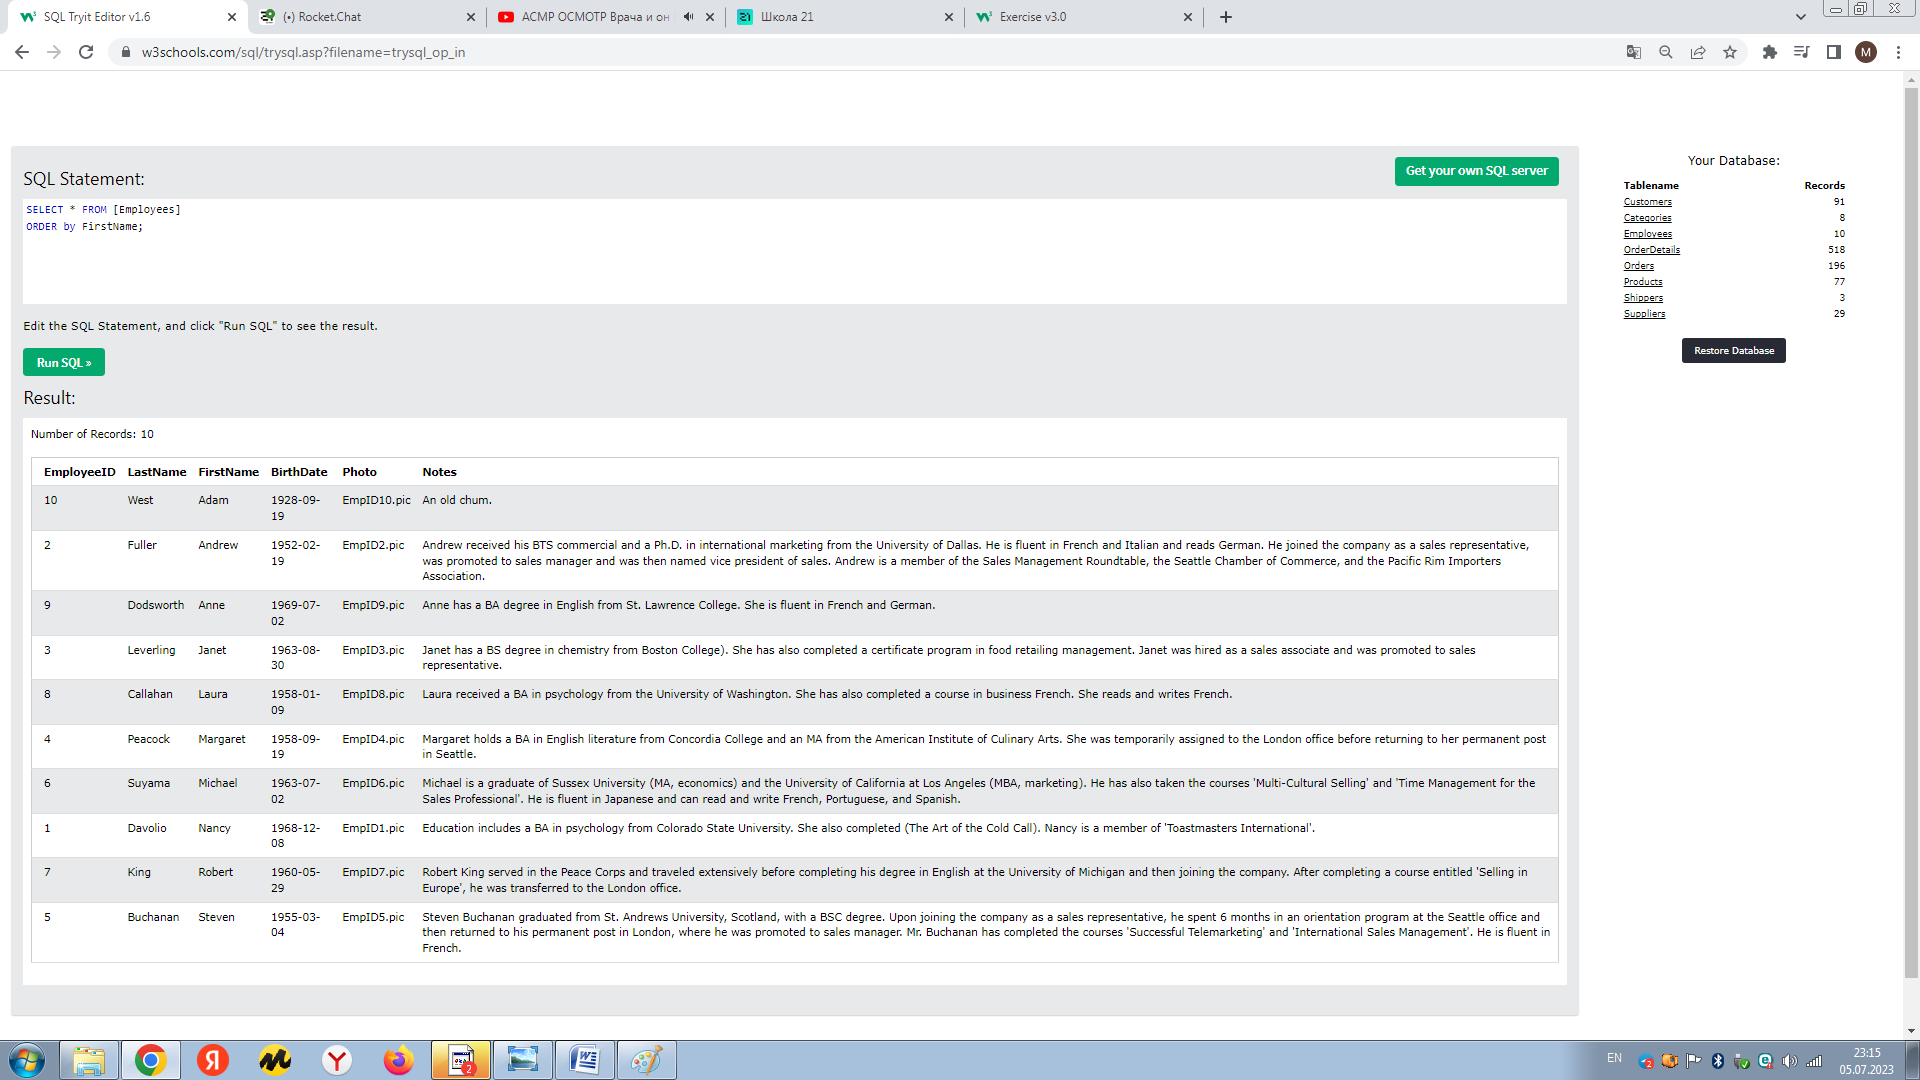 SQL Tryit Editor v1.6
(•) Rocket.Chat
АСМР ОСМОТР Врача и он
Школа 21
Exercise v3.0
w3schools.com/sql/trysql.asp?filename=trysql_op_in
M
SQL Statement:
Get your own SQL server
SELECT * FROM [Employees]
ORDER by FirstName;
Edit the SQL Statement, and click "Run SQL" to see the result.
Run SQL »
Result:
Number of Records: 10
EmployeeID LastName FirstName BirthDate Photo Notes
10 West Adam 1928-09- EmpID10.pic An old chum.
19
2 Fuller Andrew 1952-02- EmpID2.pic Andrew received his BTS commercial and a Ph.D. in international marketing from the University of Dallas. He is fluent in French and Italian and reads German. He joined the company as a sales representative,
19 was promoted to sales manager and was then named vice president of sales. Andrew is a member of the Sales Management Roundtable, the Seattle Chamber of Commerce, and the Pacific Rim Importers
Association.
9 Dodsworth Anne 1969-07- EmpID9.pic Anne has a BA degree in English from St. Lawrence College. She is fluent in French and German.
02
3 Leverling Janet 1963-08- EmpID3.pic Janet has a BS degree in chemistry from Boston College). She has also completed a certificate program in food retailing management. Janet was hired as a sales associate and was promoted to sales
30 representative.
8 Callahan Laura 1958-01- EmpID8.pic Laura received a BA in psychology from the University of Washington. She has also completed a course in business French. She reads and writes French.
09
4 Peacock Margaret 1958-09- EmpID4.pic Margaret holds a BA in English literature from Concordia College and an MA from the American Institute of Culinary Arts. She was temporarily assigned to the London office before returning to her permanent post
19 in Seattle.
6 Suyama Michael 1963-07- EmpID6.pic Michael is a graduate of Sussex University (MA, economics) and the University of California at Los Angeles (MBA, marketing). He has also taken the courses 'Multi-Cultural Selling' and 'Time Management for the
02 Sales Professional'. He is fluent in Japanese and can read and write French, Portuguese, and Spanish.
1 Davolio Nancy 1968-12- EmpID1.pic Education includes a BA in psychology from Colorado State University. She also completed (The Art of the Cold Call). Nancy is a member of 'Toastmasters International'.
08
7 King Robert 1960-05- EmpID7.pic Robert King served in the Peace Corps and traveled extensively before completing his degree in English at the University of Michigan and then joining the company. After completing a course entitled 'Selling in
29 Europe', he was transferred to the London office.
5 Buchanan Steven 1955-03- EmpID5.pic Steven Buchanan graduated from St. Andrews University, Scotland, with a BSC degree. Upon joining the company as a sales representative, he spent 6 months in an orientation program at the Seattle office and
04 then returned to his permanent post in London, where he was promoted to sales manager. Mr. Buchanan has completed the courses 'Successful Telemarketing' and 'International Sales Management'. He is fluent in
French.
Your Database:
Tablename Records
Customers 91
Categories 8
Employees 10
OrderDetails 518
Orders 196
Products 77
Shippers 3
Suppliers 29
Restore Database
EN
23:15
05.07.2023